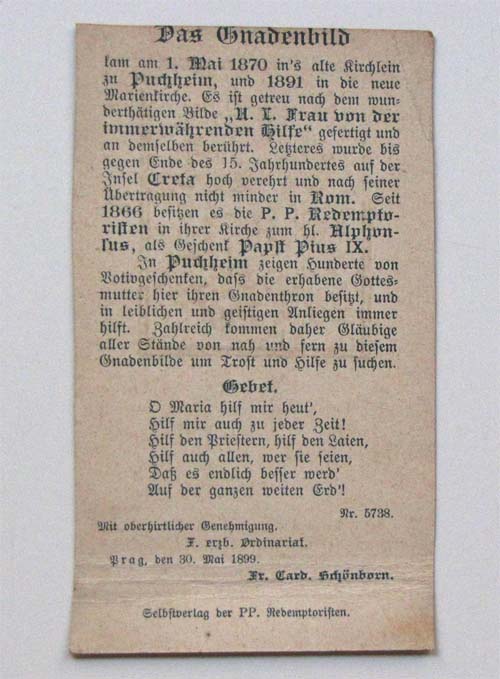 Das Gnadenbild
kam am 1. Mai 1870 in's alte Kirchlein
zu Puchheim, und 1891 in die neue
Marienkirche. Es ist getreu nach dem wun-
derthätigen Bilde „U. L. Frau von der
immerwährenden Hilfe“ gefertigt und
an demselben berührt. Letzteres wurde bis
gegen Ende des 15. Jahrhundertes auf der
Insel Creta hoch verehrt und nach seiner
Übertragung nicht minder in Rom. Seit
1866 besitzen es die P. P. Redempto-
risten in ihrer Kirche zum hl. Alphon-
sus, als Geschenk Papst Pius IX.
In Puchheim zeigen Hunderte von
Votivgeschenken, dass die erhabene Gottes-
mutter hier ihren Gnadenthron besitzt, und
in leiblichen und geistigen Anliegen immer
hilft. Zahlreich kommen daher Gläubige
aller Stände von nah und fern zu diesem
Gnadenbilde um Trost und Hilfe zu suchen.
Gebet.
O Maria hilf mir heut',
Hilf mir auch zu jeder Zeit!
Hilf den Priestern, hilf den Laien,
Hilf auch allen, wer sie seien,
Daß es endlich besser werd'
Auf der ganzen weiten Erd'!
Nr. 5738.
Mit oberhirtlicher Genehmigung.
F. erzb. Ordinariat.
Prag, den 30. Mai 1899.
Fr. Card. Schönborn.
Selbstverlag der PP. Redemptoristen.